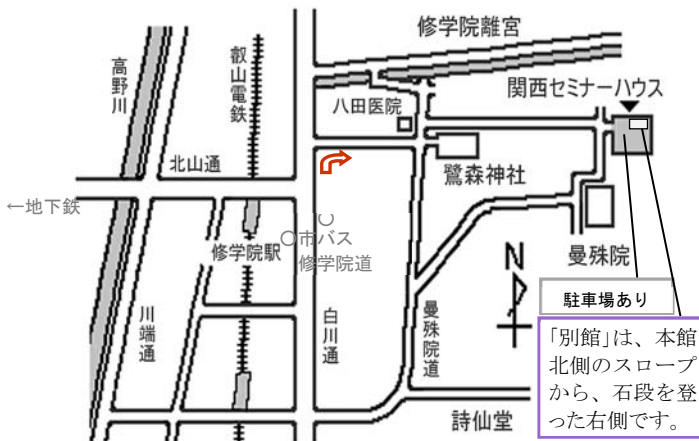 修学院離宮
高野川
叡山電鉄
八田医院
関西セミナーハウス
北山通
鷺森神社
←地下鉄
市バス
修学院道
修学院駅
曼殊院
N
駐車場あり
川端通
白川通
曼殊院道
詩仙堂
「別館」は、本館
北側のスロープ
から、石段を登
った右側です。